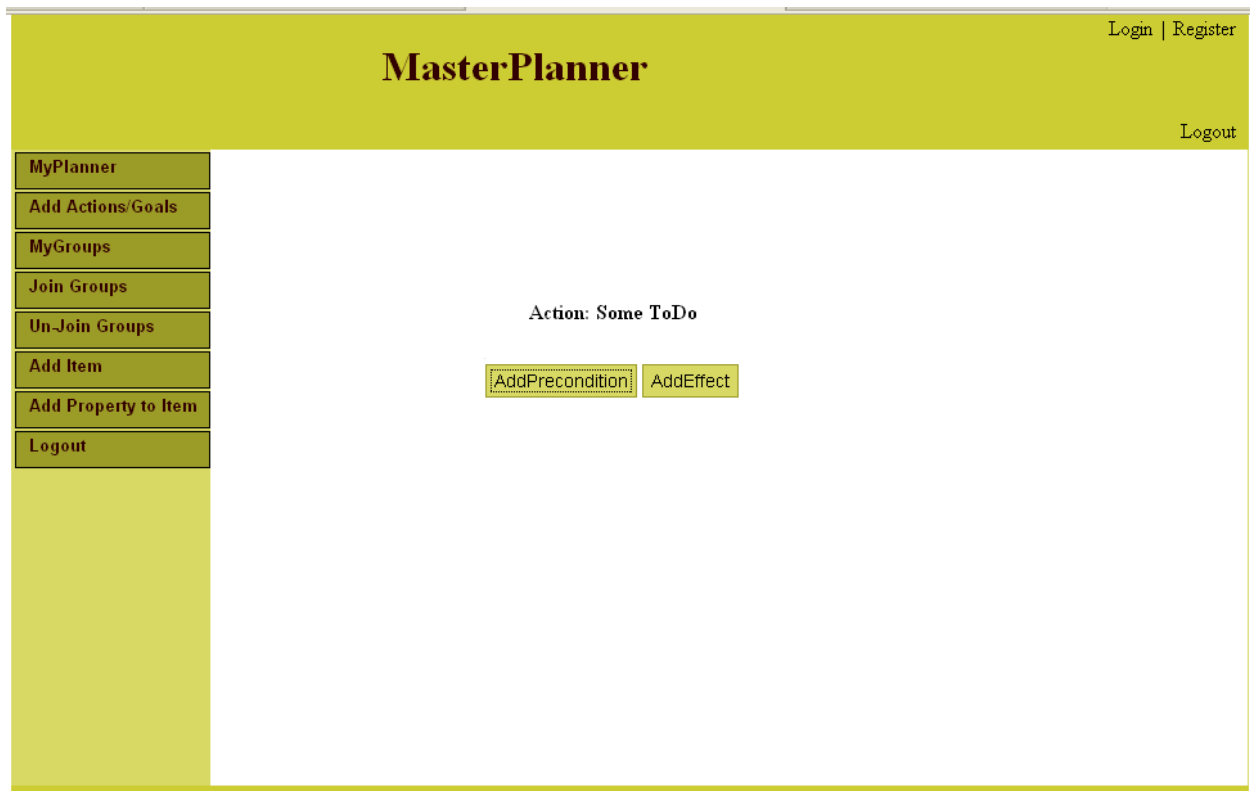 Login | Register
MasterPlanner
Logout
MyPlanner
Add Actions/Goals
MyGroups
Join Groups
Un-Join Groups
Add Item
Add Property to Item
Logout
Action: Some ToDo
AddPrecondition AddEffect